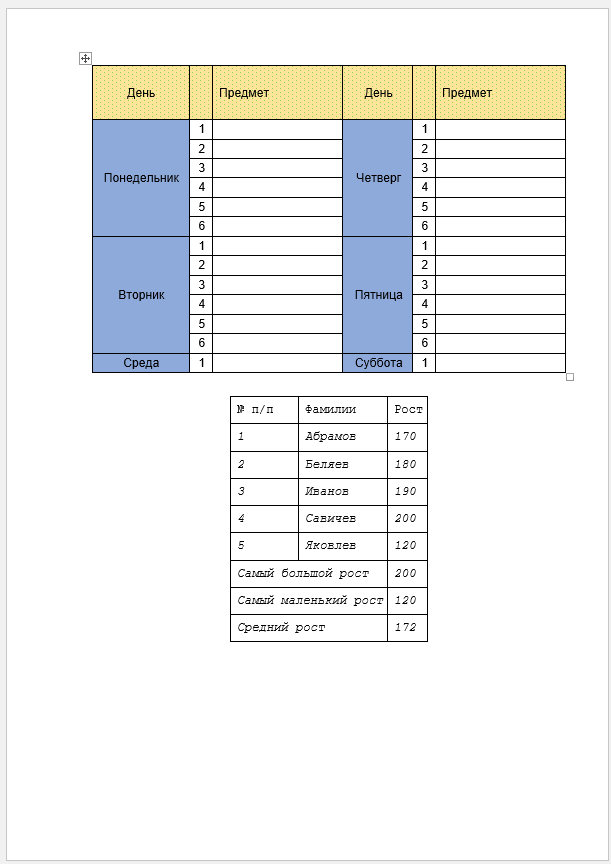 День Предмет День Предмет
Понедельник 1 Четверг 1
2 2
3 3
4 4
5 5
6 6
Вторник 1 Пятница 1
2 2
3 3
4 4
5 5
6 6
Среда 1 Суббота 1
№ п/п Фамилии Рост
1 Абрамов 170
2 Беляев 180
3 Иванов 190
4 Савичев 200
5 Яковлев 120
Самый большой рост 200
Самый маленький рост 120
Средний рост 172